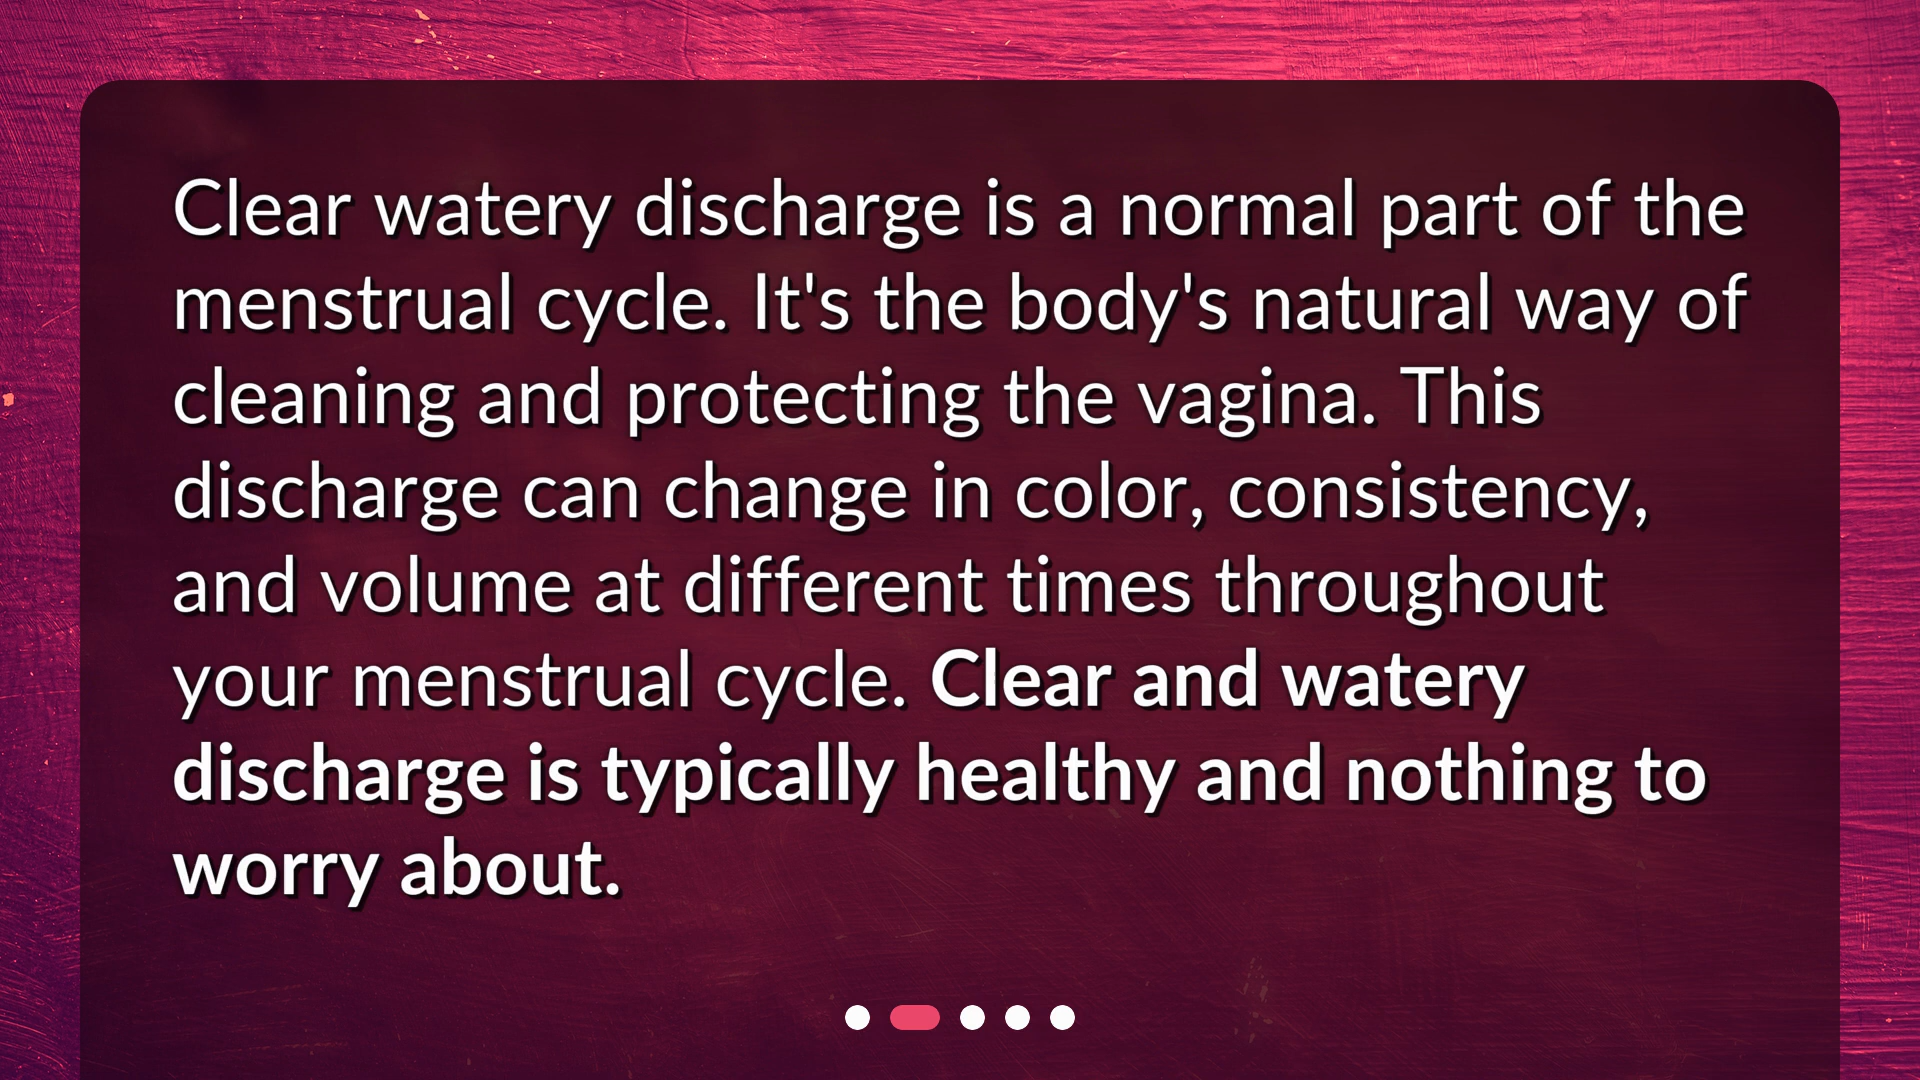 Clear watery discharge is a normal part of the
menstrual cycle. It's the body's natural way of
cleaning and protecting the vagina. This
discharge can change in color, consistency,
and volume at different times throughout
your menstrual cycle. Clear and watery
discharge is typically healthy and nothing to
worry about.